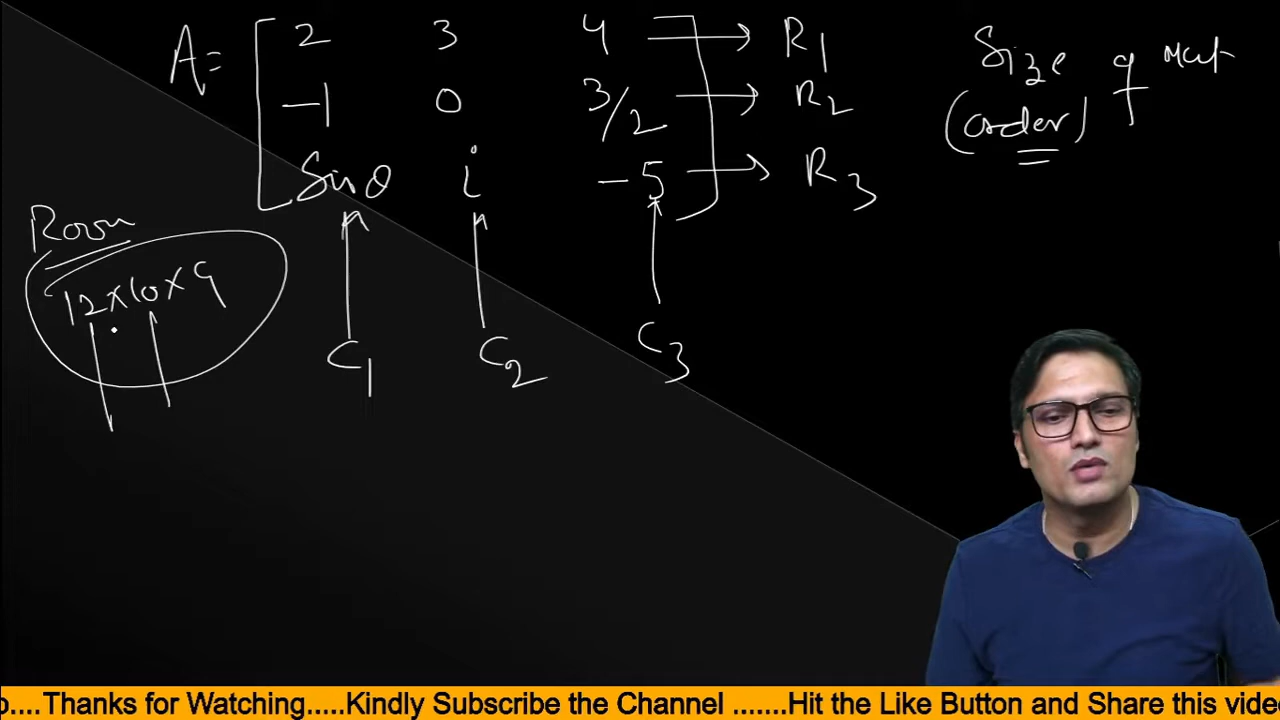 A = [ 2 3 4 ] → R1
-1 0 3/2 → R2
Sinθ i -5 → R3
C1 C2 C3
Size of Mat
(order)
Room
12×10×9
....Thanks for Watching.....Kindly Subscribe the Channel .......Hit the Like Button and Share this vide